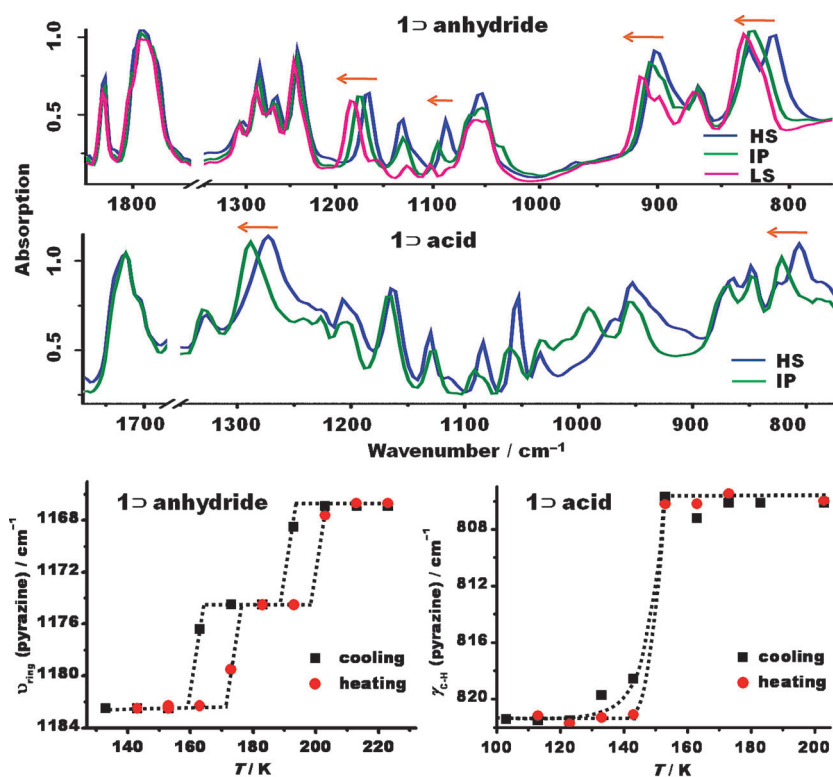 1⊃ anhydride
1.0
0.5
HS
IP
LS
1800 1300 1200 1100 1000 900 800
Absorption
1⊃ acid
1.0
0.5
HS
IP
1700 1300 1200 1100 1000 900 800
Wavenumber / cm⁻¹
1⊃ anhydride
υring (pyrazine) / cm⁻¹
1168
1172
1176
1180
1184
cooling
heating
140 160 180 200 220
T / K
1⊃ acid
γC-H (pyrazine) / cm⁻¹
808
812
816
820
cooling
heating
100 120 140 160 180 200
T / K